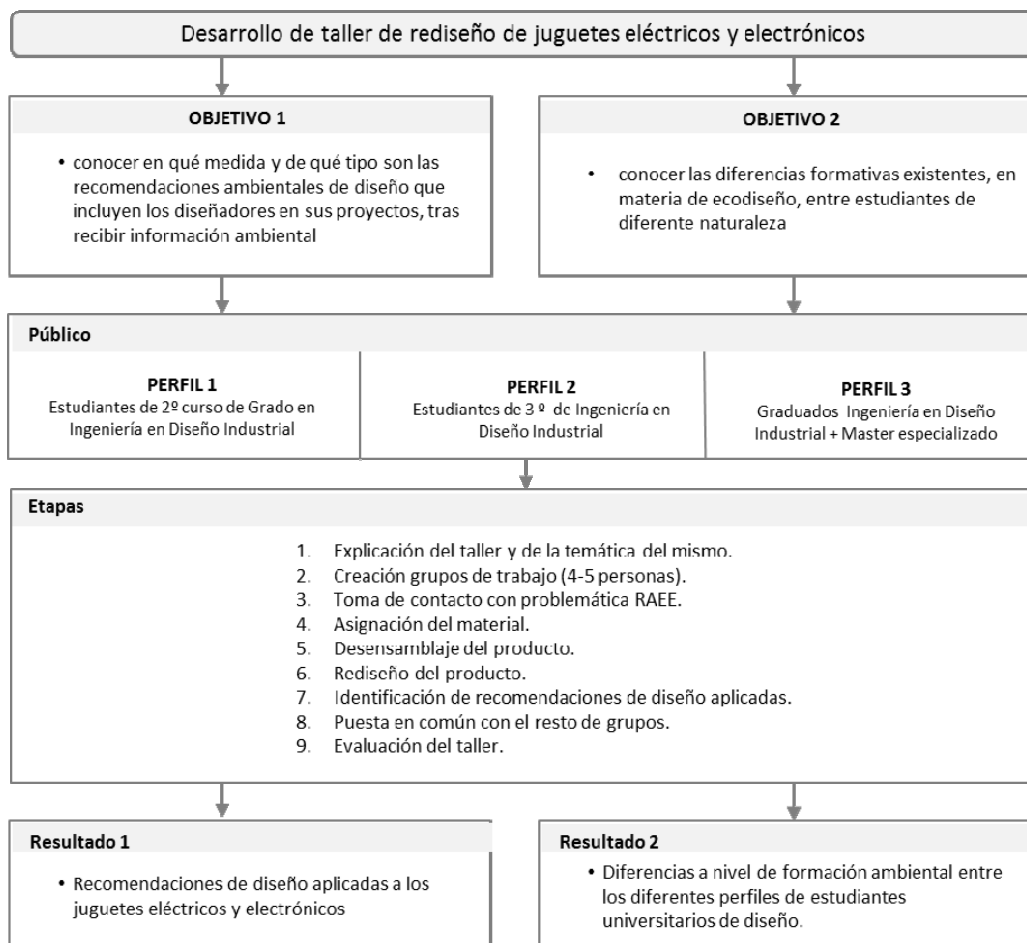 Desarrollo de taller de rediseño de juguetes eléctricos y electrónicos
OBJETIVO 1
• conocer en qué medida y de qué tipo son las
recomendaciones ambientales de diseño que
incluyen los diseñadores en sus proyectos, tras
recibir información ambiental
OBJETIVO 2
• conocer las diferencias formativas existentes, en
materia de ecodiseño, entre estudiantes de
diferente naturaleza
Público
PERFIL 1
Estudiantes de 2º curso de Grado en
Ingeniería en Diseño Industrial
PERFIL 2
Estudiantes de 3 º de Ingeniería en
Diseño Industrial
PERFIL 3
Graduados Ingeniería en Diseño
Industrial + Master especializado
Etapas
1. Explicación del taller y de la temática del mismo.
2. Creación grupos de trabajo (4-5 personas).
3. Toma de contacto con problemática RAEE.
4. Asignación del material.
5. Desensamblaje del producto.
6. Rediseño del producto.
7. Identificación de recomendaciones de diseño aplicadas.
8. Puesta en común con el resto de grupos.
9. Evaluación del taller.
Resultado 1
• Recomendaciones de diseño aplicadas a los
juguetes eléctricos y electrónicos
Resultado 2
• Diferencias a nivel de formación ambiental entre
los diferentes perfiles de estudiantes
universitarios de diseño.